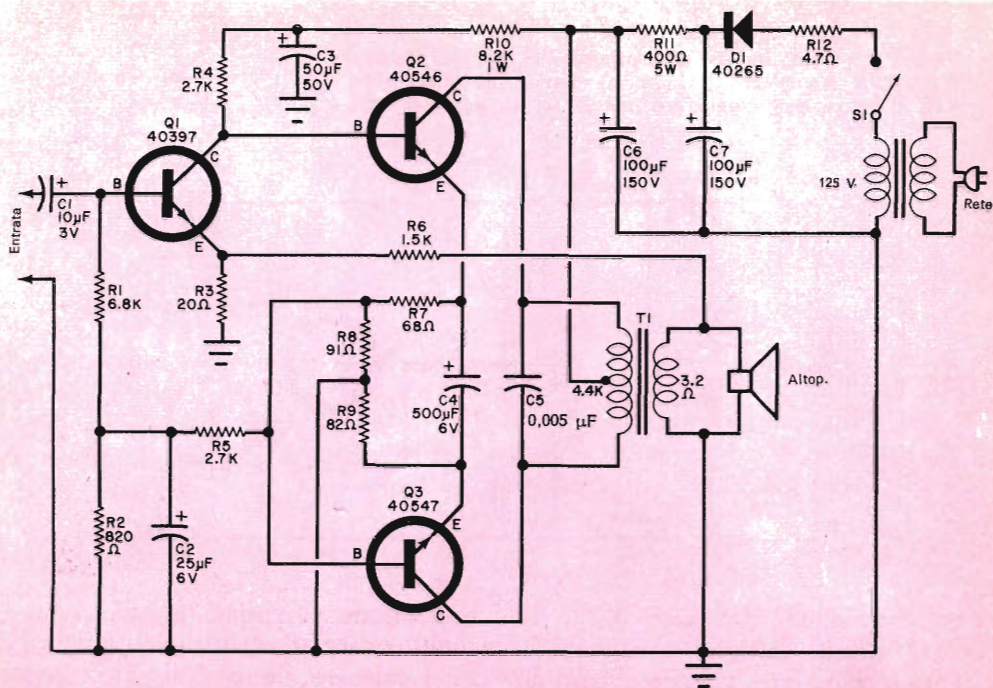 R4
2.7K
+
C3
50µF
50V
R10
8.2K
1W
R11
400Ω
5W
D1
40265
R12
4.7Ω
Q2
40546
C
B
E
Q1
40397
C
B
E
+
C1
10µF
3V
Entrata
+
C6
100µF
150V
+
C7
100µF
150V
S1
125 V.
Rete
R6
1.5K
R1
6.8K
R3
20Ω
R7
68Ω
R8
91Ω
R9
82Ω
+
C4
500µF
6V
C5
0,005 µF
T1
4.4K
3.2
Ω
Altop.
R5
2.7K
R2
820
Ω
+
C2
25µF
6V
Q3
40547
E
B
C